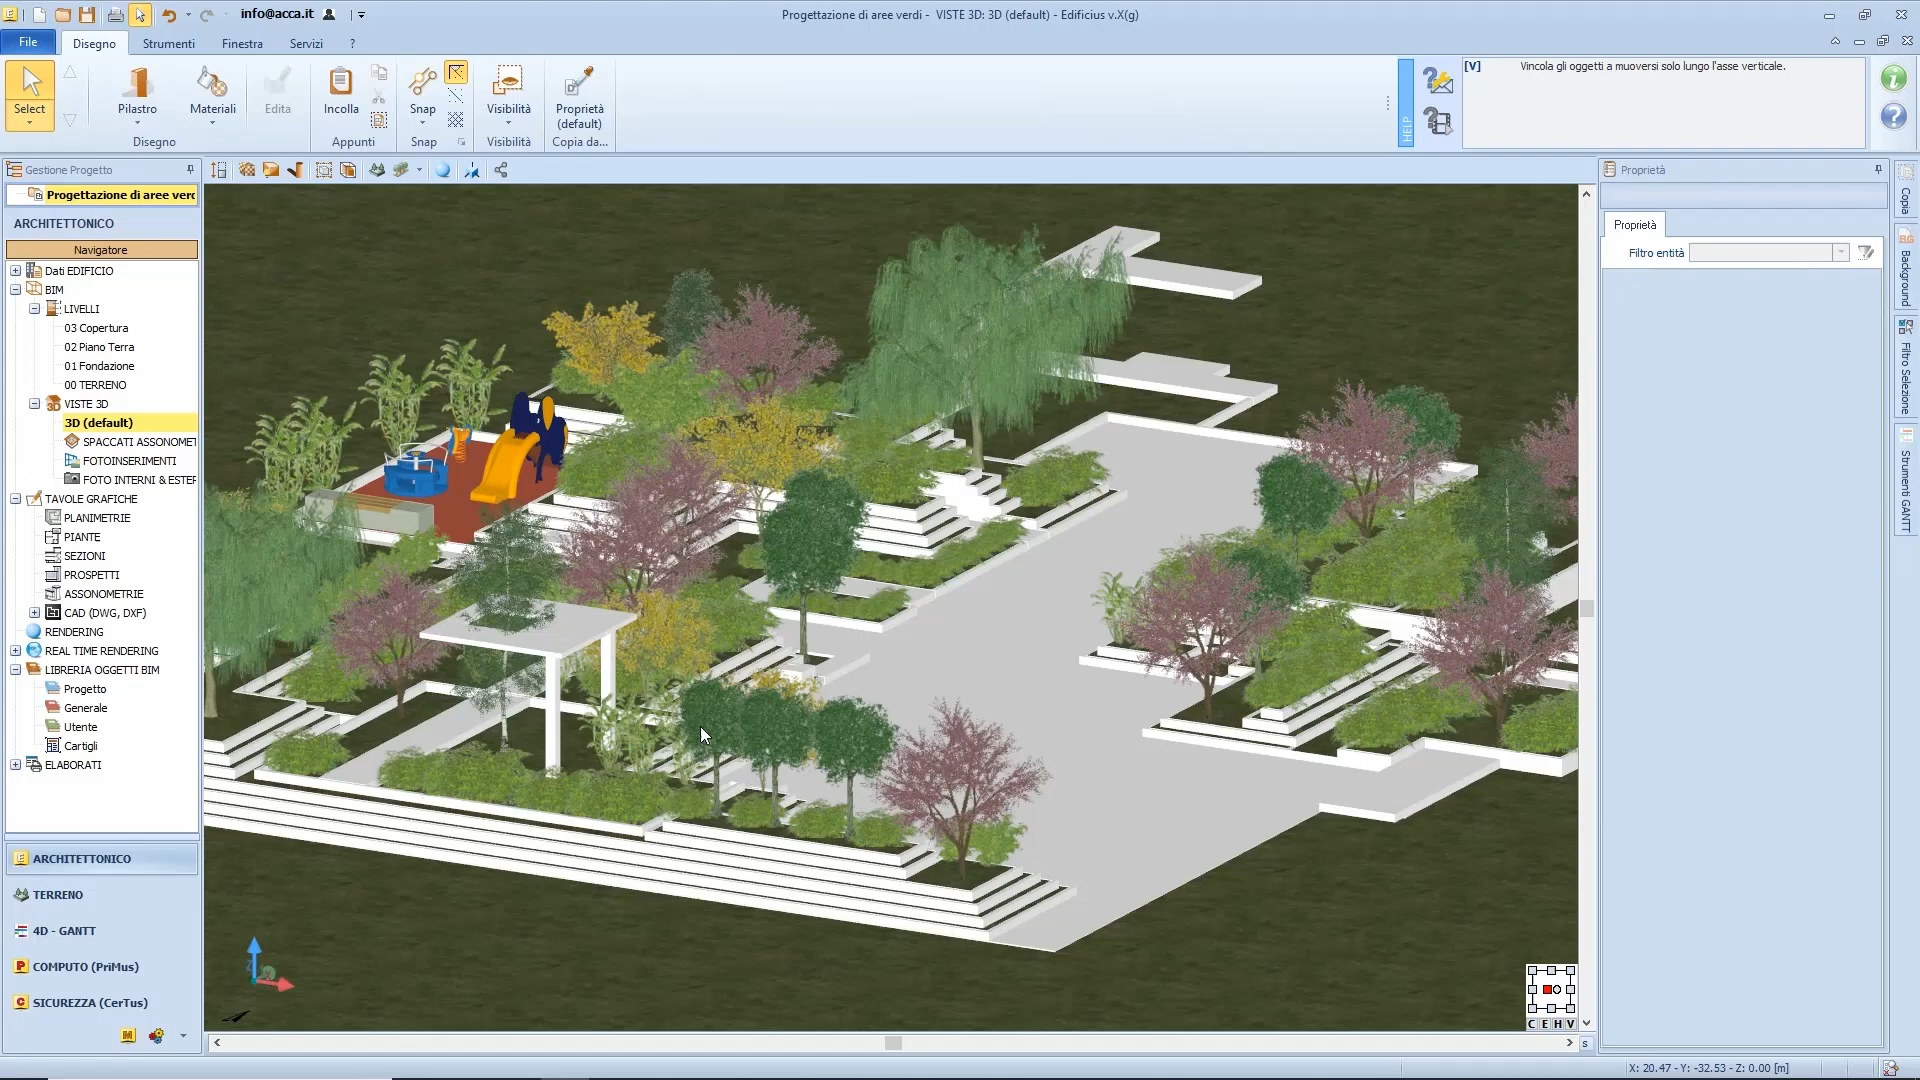 info@acca.it
Progettazione di aree verdi - VISTE 3D: 3D (default) - Edificius v.X(g)
File Disegno Strumenti Finestra Servizi ?
Select
Pilastro
Materiali
Edita
Incolla
Snap
Visibilità
Proprietà
(default)
Disegno Appunti Snap Visibilità Copia da...
HELP
[V] Vincola gli oggetti a muoversi solo lungo l'asse verticale.
Gestione Progetto
Progettazione di aree verd
ARCHITETTONICO
Navigatore
Dati EDIFICIO
BIM
LIVELLI
03 Copertura
02 Piano Terra
01 Fondazione
00 TERRENO
VISTE 3D
3D (default)
SPACCATI ASSONOMET
FOTOINSERIMENTI
FOTO INTERNI & ESTER
TAVOLE GRAFICHE
PLANIMETRIE
PIANTE
SEZIONI
PROSPETTI
ASSONOMETRIE
CAD (DWG, DXF)
RENDERING
REAL TIME RENDERING
LIBRERIA OGGETTI BIM
Progetto
Generale
Utente
Cartigli
ELABORATI
ARCHITETTONICO
TERRENO
4D - GANTT
COMPUTO (PriMus)
SICUREZZA (CerTus)
C E H V
S
Proprietà
Proprietà
Filtro entità
Copia
Background
Filtro Selezione
Strumenti GANTT
X: 20.47 - Y: -32.53 - Z: 0.00 [m]